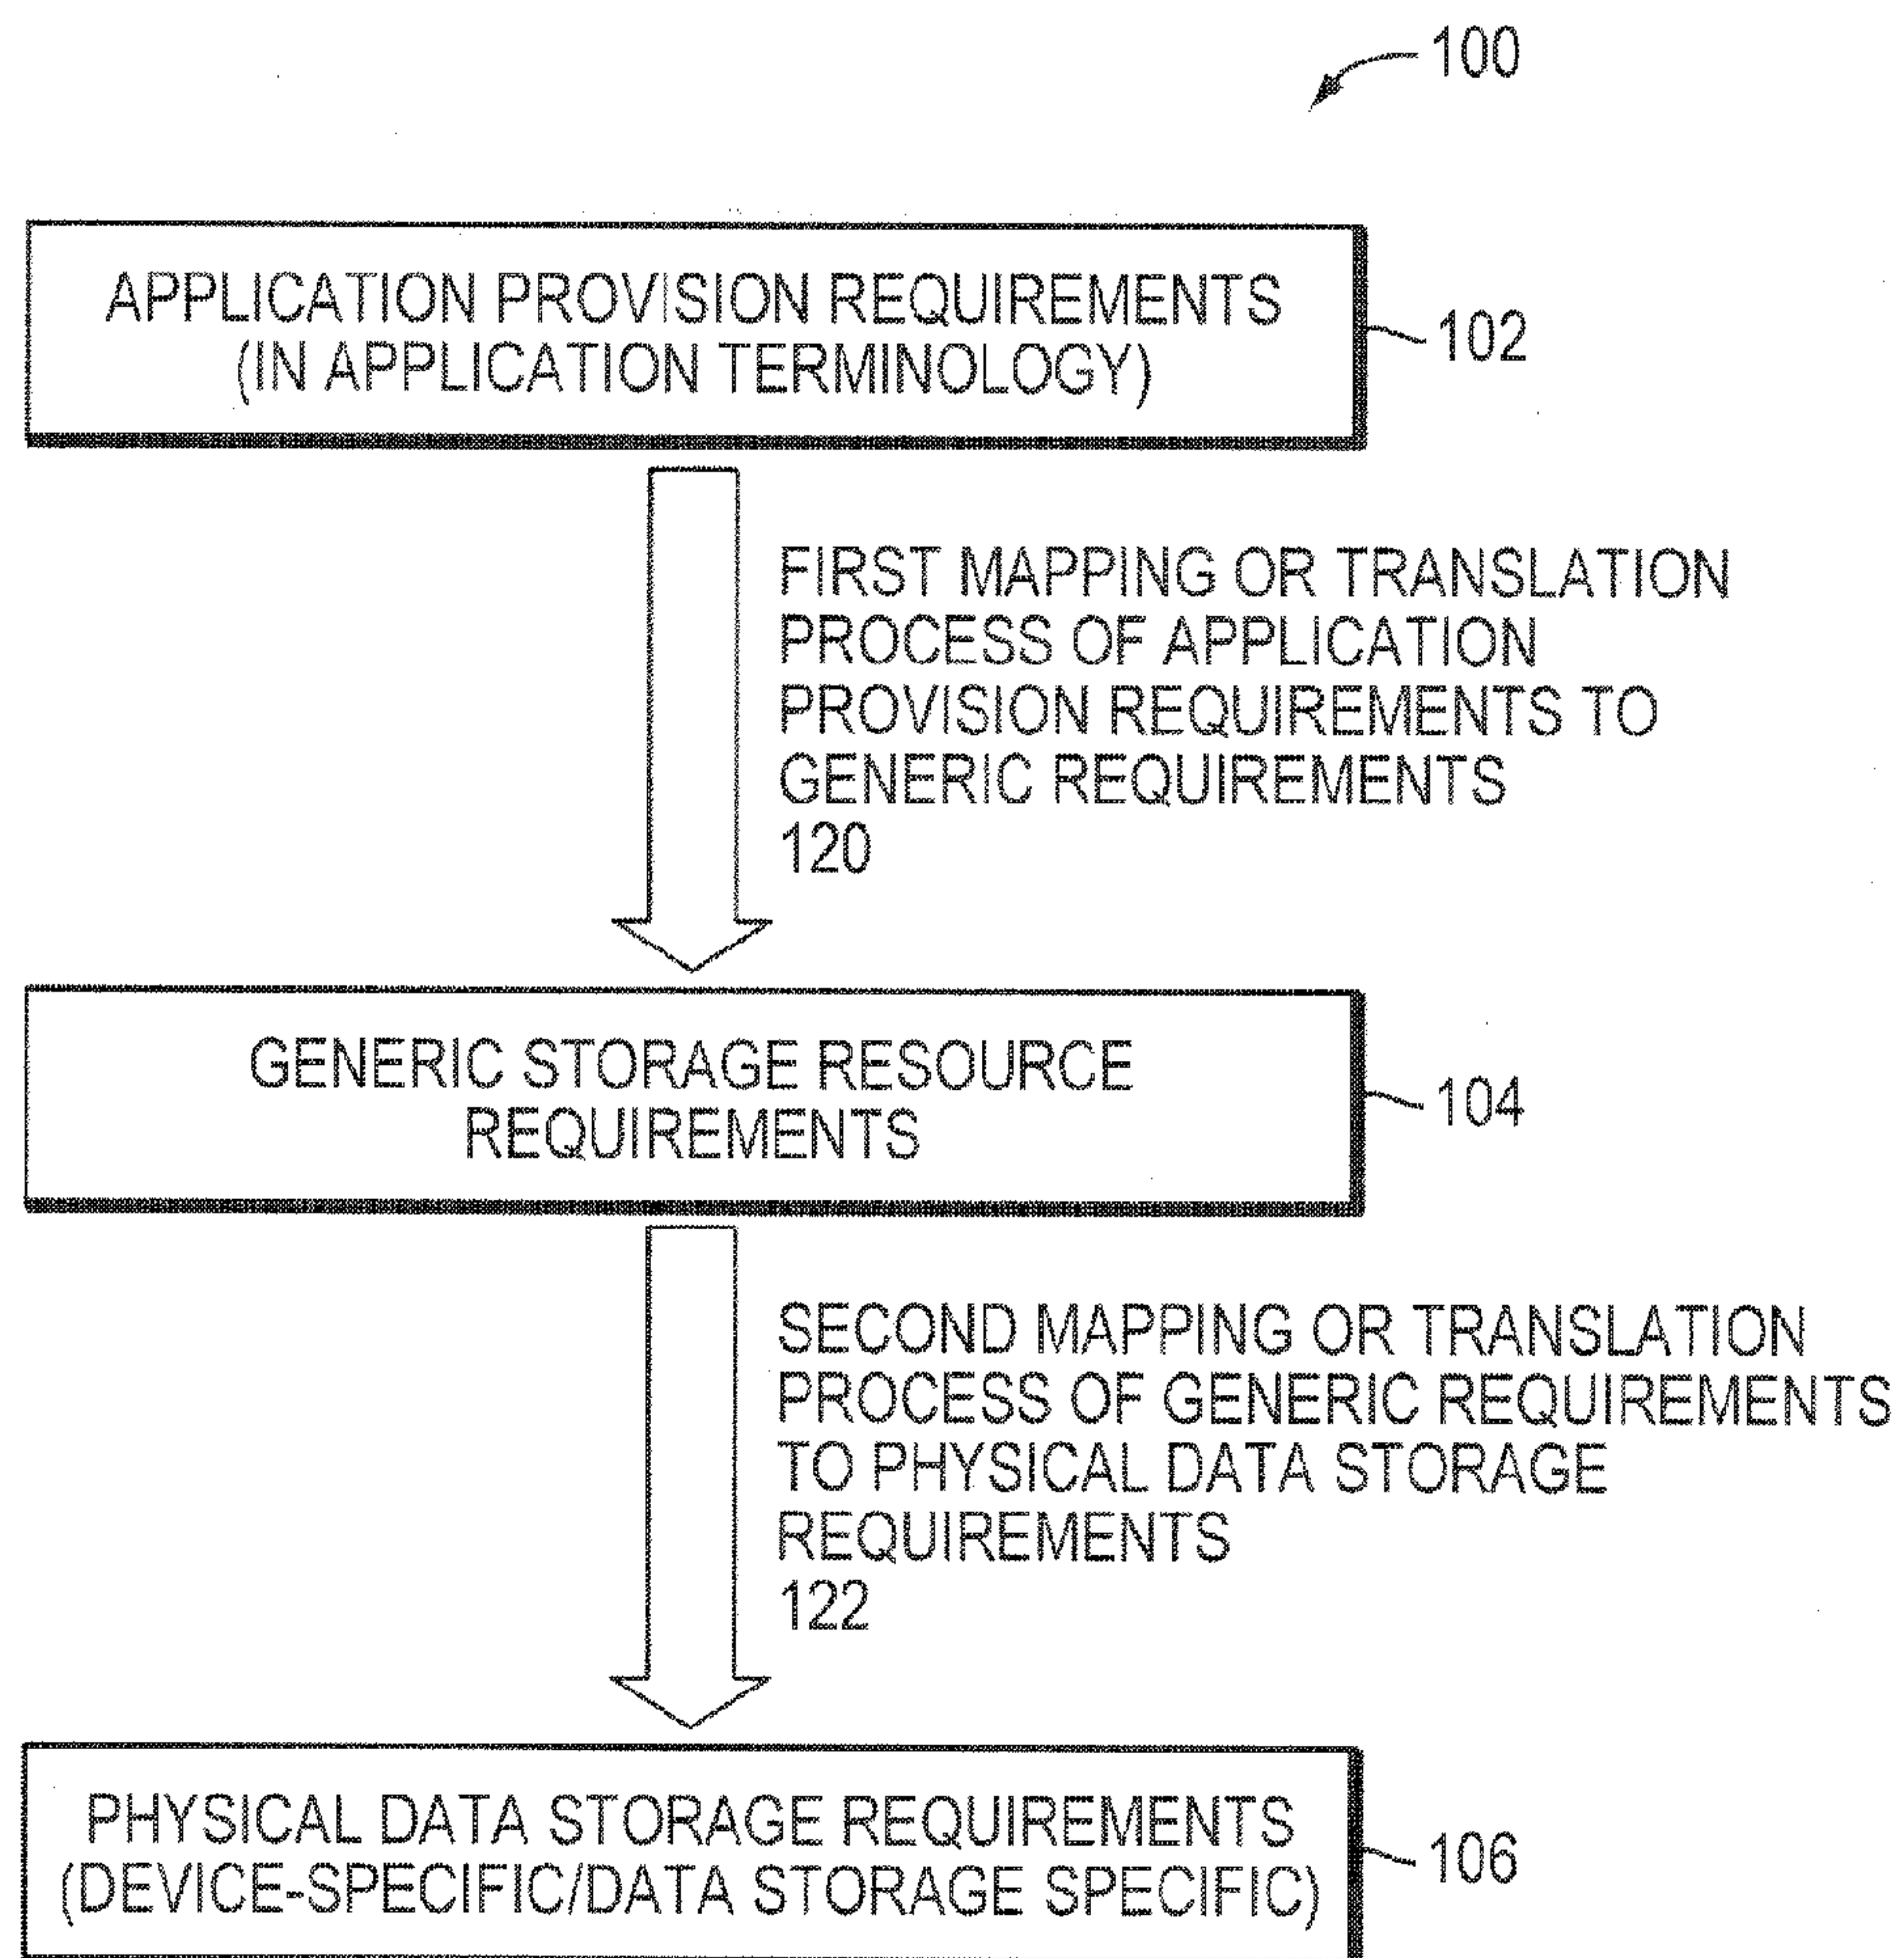 100
APPLICATION PROVISION REQUIREMENTS
(IN APPLICATION TERMINOLOGY)
102
FIRST MAPPING OR TRANSLATION
PROCESS OF APPLICATION
PROVISION REQUIREMENTS TO
GENERIC REQUIREMENTS
120
GENERIC STORAGE RESOURCE
REQUIREMENTS
104
SECOND MAPPING OR TRANSLATION
PROCESS OF GENERIC REQUIREMENTS
TO PHYSICAL DATA STORAGE
REQUIREMENTS
122
PHYSICAL DATA STORAGE REQUIREMENTS
(DEVICE-SPECIFIC/DATA STORAGE SPECIFIC)
106